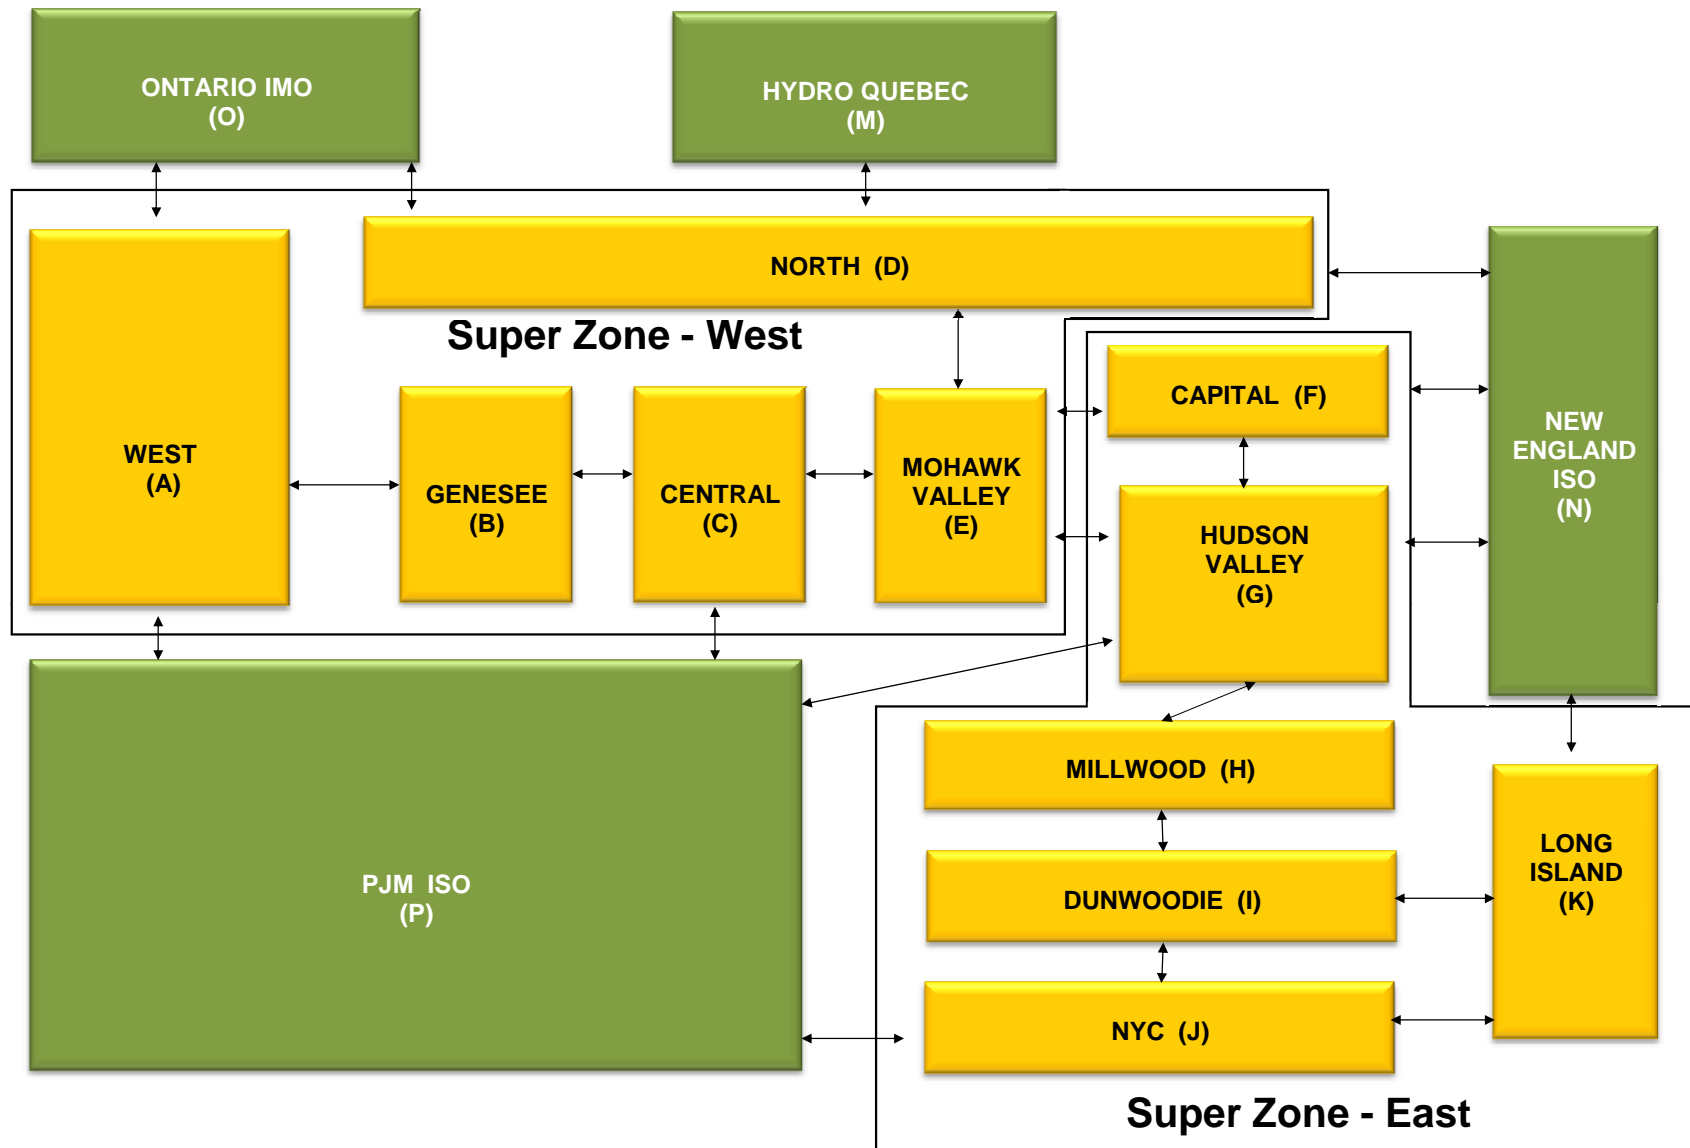 ONTARIO IMO
(O)
HYDRO QUEBEC
(M)
NORTH (D)
Super Zone - West
WEST
(A)
GENESEE
(B)
CENTRAL
(C)
MOHAWK
VALLEY
(E)
CAPITAL (F)
HUDSON
VALLEY
(G)
NEW
ENGLAND
ISO
(N)
PJM ISO
(P)
MILLWOOD (H)
DUNWOODIE (I)
NYC (J)
LONG
ISLAND
(K)
Super Zone - East